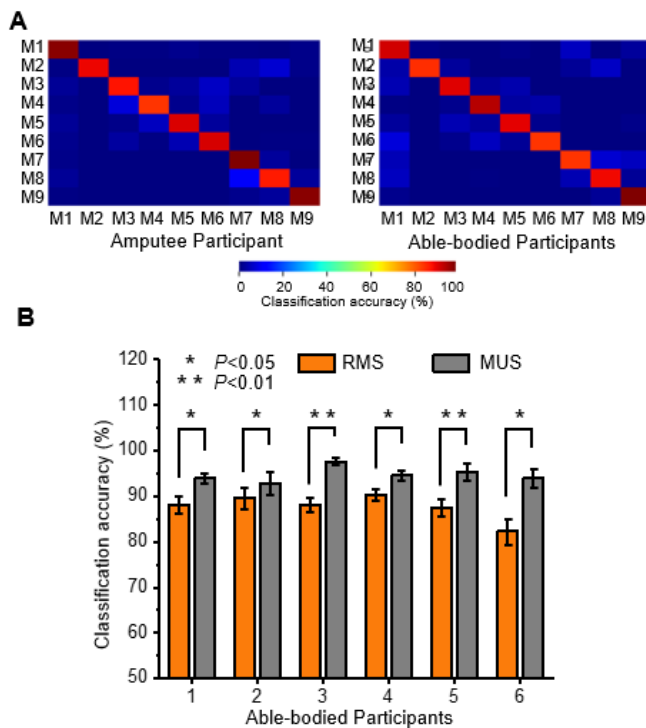 A
M1
M2
M3
M4
M5
M6
M7
M8
M9
M1 M2 M3 M4 M5 M6 M7 M8 M9
Amputee Participant
M1
M2
M3
M4
M5
M6
M7
M8
M9
M1 M2 M3 M4 M5 M6 M7 M8 M9
Able-bodied Participants
0 20 40 60 80 100
Classification accuracy (%)
B
* P<0.05
** P<0.01
RMS
MUS
* * ** * ** *
Classification accuracy (%)
120
110
100
90
80
70
60
50
1 2 3 4 5 6
Able-bodied Participants